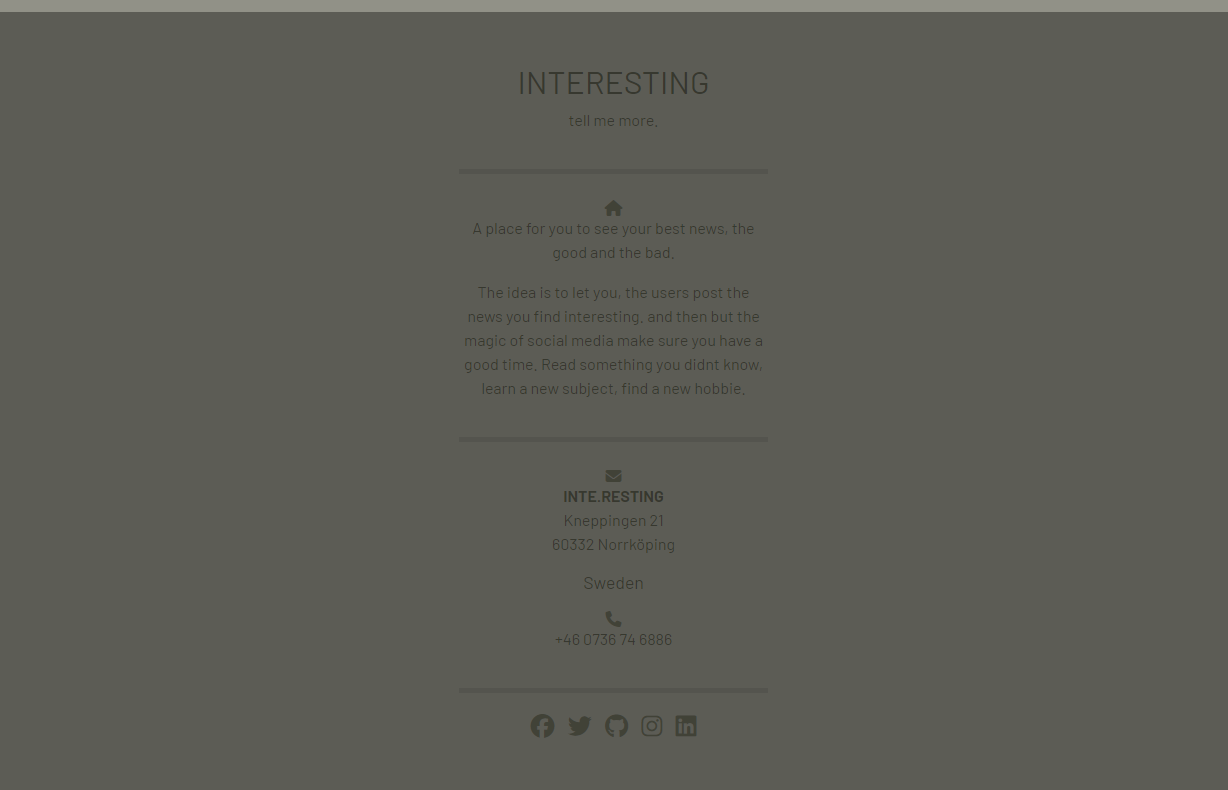 INTERESTING
tell me more.
A place for you to see your best news, the
good and the bad.
The idea is to let you, the users post the
news you find interesting, and then but the
magic of social media make sure you have a
good time. Read something you didnt know,
learn a new subject, find a new hobbie.
INTE.RESTING
Kneppingen 21
60332 Norrköping
Sweden
+46 0736 74 6886